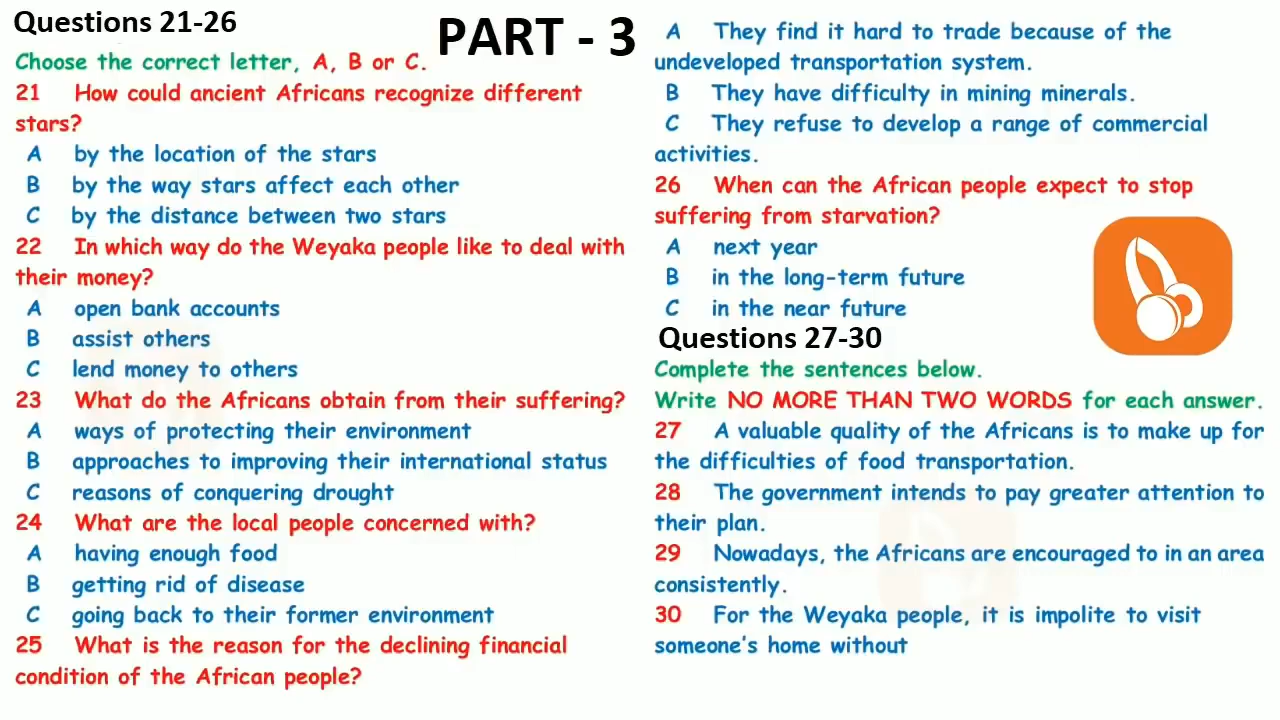 Questions 21-26
PART - 3
Choose the correct letter, A, B or C.
21 How could ancient Africans recognize different
stars?
A by the location of the stars
B by the way stars affect each other
C by the distance between two stars
22 In which way do the Weyaka people like to deal with
their money?
A open bank accounts
B assist others
C lend money to others
23 What do the Africans obtain from their suffering?
A ways of protecting their environment
B approaches to improving their international status
C reasons of conquering drought
24 What are the local people concerned with?
A having enough food
B getting rid of disease
C going back to their former environment
25 What is the reason for the declining financial
condition of the African people?
A They find it hard to trade because of the
undeveloped transportation system.
B They have difficulty in mining minerals.
C They refuse to develop a range of commercial
activities.
26 When can the African people expect to stop
suffering from starvation?
A next year
B in the long-term future
C in the near future
Questions 27-30
Complete the sentences below.
Write NO MORE THAN TWO WORDS for each answer.
27 A valuable quality of the Africans is to make up for
the difficulties of food transportation.
28 The government intends to pay greater attention to
their plan.
29 Nowadays, the Africans are encouraged to in an area
consistently.
30 For the Weyaka people, it is impolite to visit
someone's home without